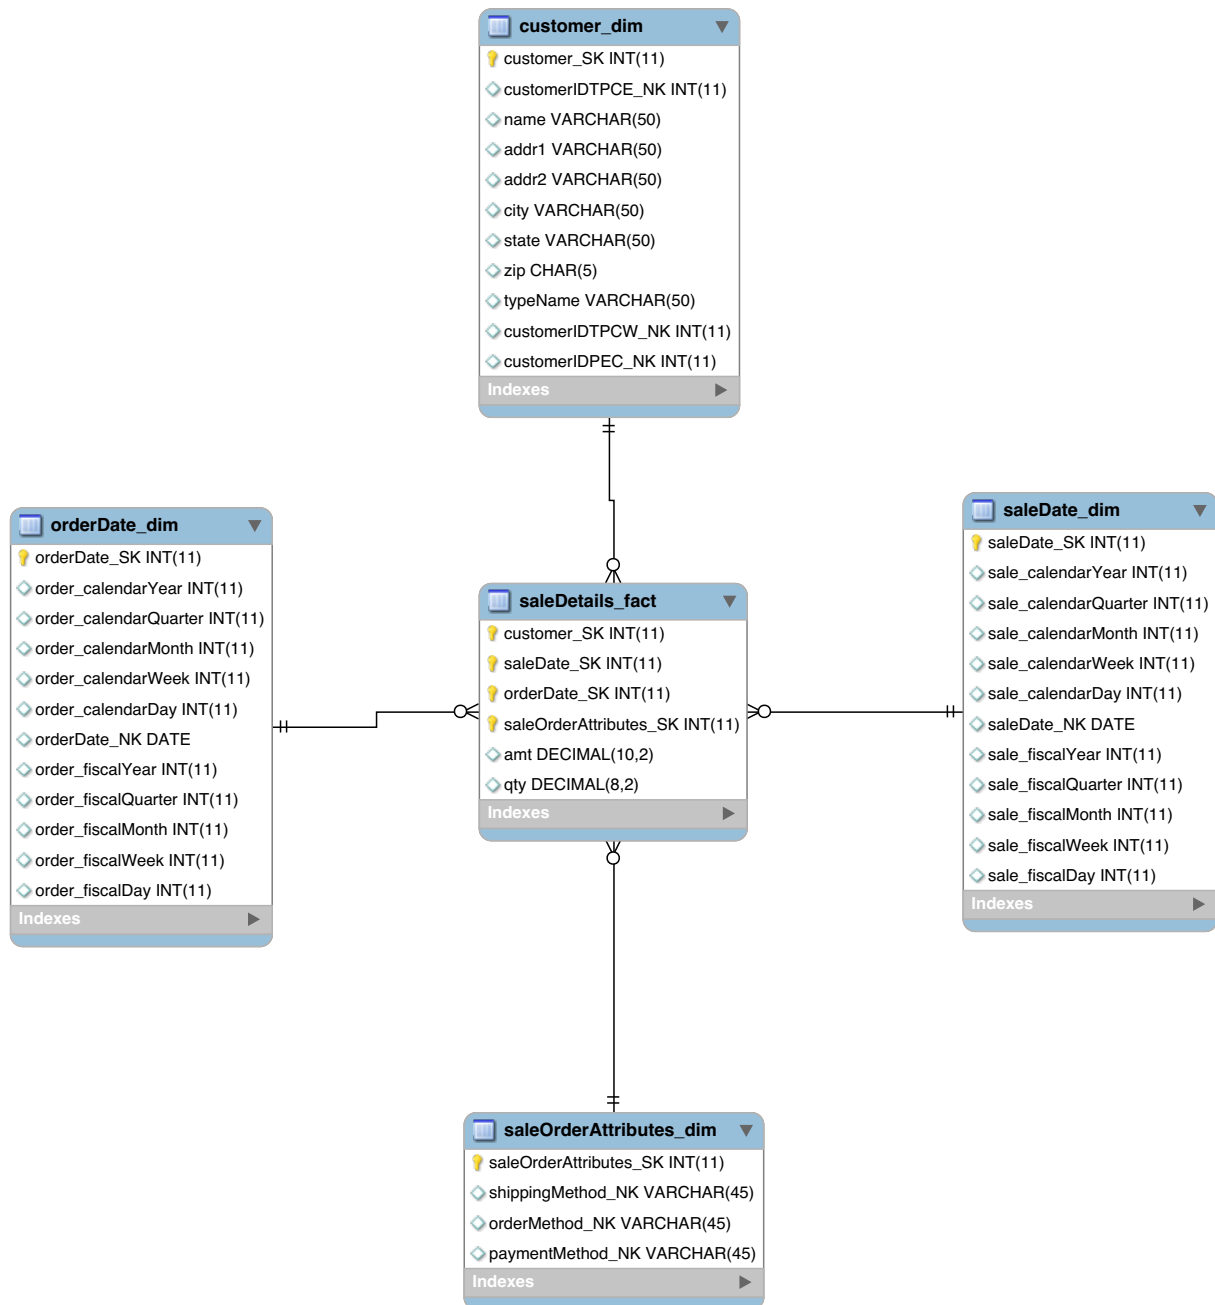 customer_dim
customer_SK INT(11)
customerIDTPCE_NK INT(11)
name VARCHAR(50)
addr1 VARCHAR(50)
addr2 VARCHAR(50)
city VARCHAR(50)
state VARCHAR(50)
zip CHAR(5)
typeName VARCHAR(50)
customerIDTPCW_NK INT(11)
customerIDPEC_NK INT(11)
Indexes
orderDate_dim
orderDate_SK INT(11)
order_calendarYear INT(11)
order_calendarQuarter INT(11)
order_calendarMonth INT(11)
order_calendarWeek INT(11)
order_calendarDay INT(11)
orderDate_NK DATE
order_fiscalYear INT(11)
order_fiscalQuarter INT(11)
order_fiscalMonth INT(11)
order_fiscalWeek INT(11)
order_fiscalDay INT(11)
Indexes
saleDetails_fact
customer_SK INT(11)
saleDate_SK INT(11)
orderDate_SK INT(11)
saleOrderAttributes_SK INT(11)
amt DECIMAL(10,2)
qty DECIMAL(8,2)
Indexes
saleDate_dim
saleDate_SK INT(11)
sale_calendarYear INT(11)
sale_calendarQuarter INT(11)
sale_calendarMonth INT(11)
sale_calendarWeek INT(11)
sale_calendarDay INT(11)
saleDate_NK DATE
sale_fiscalYear INT(11)
sale_fiscalQuarter INT(11)
sale_fiscalMonth INT(11)
sale_fiscalWeek INT(11)
sale_fiscalDay INT(11)
Indexes
saleOrderAttributes_dim
saleOrderAttributes_SK INT(11)
shippingMethod_NK VARCHAR(45)
orderMethod_NK VARCHAR(45)
paymentMethod_NK VARCHAR(45)
Indexes